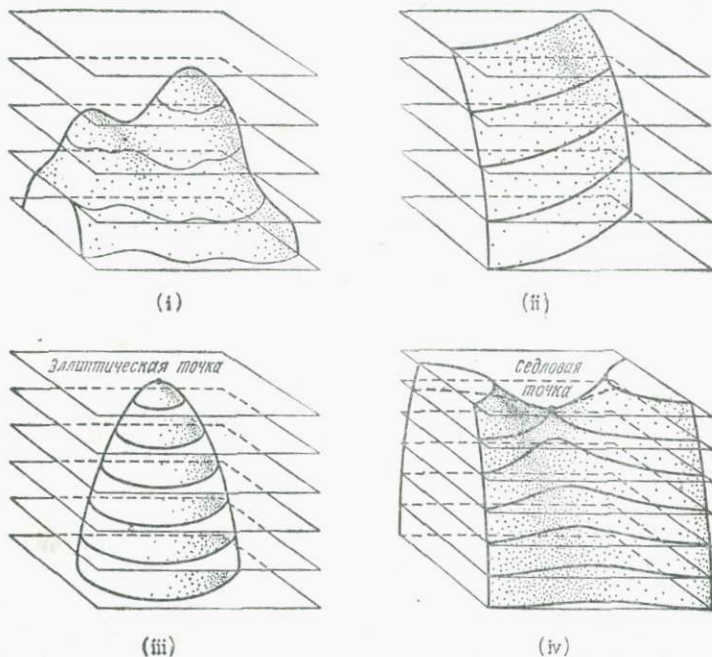 (i)
(ii)
Эллиптическая точка
Седловая
точка
(iii)
(iv)